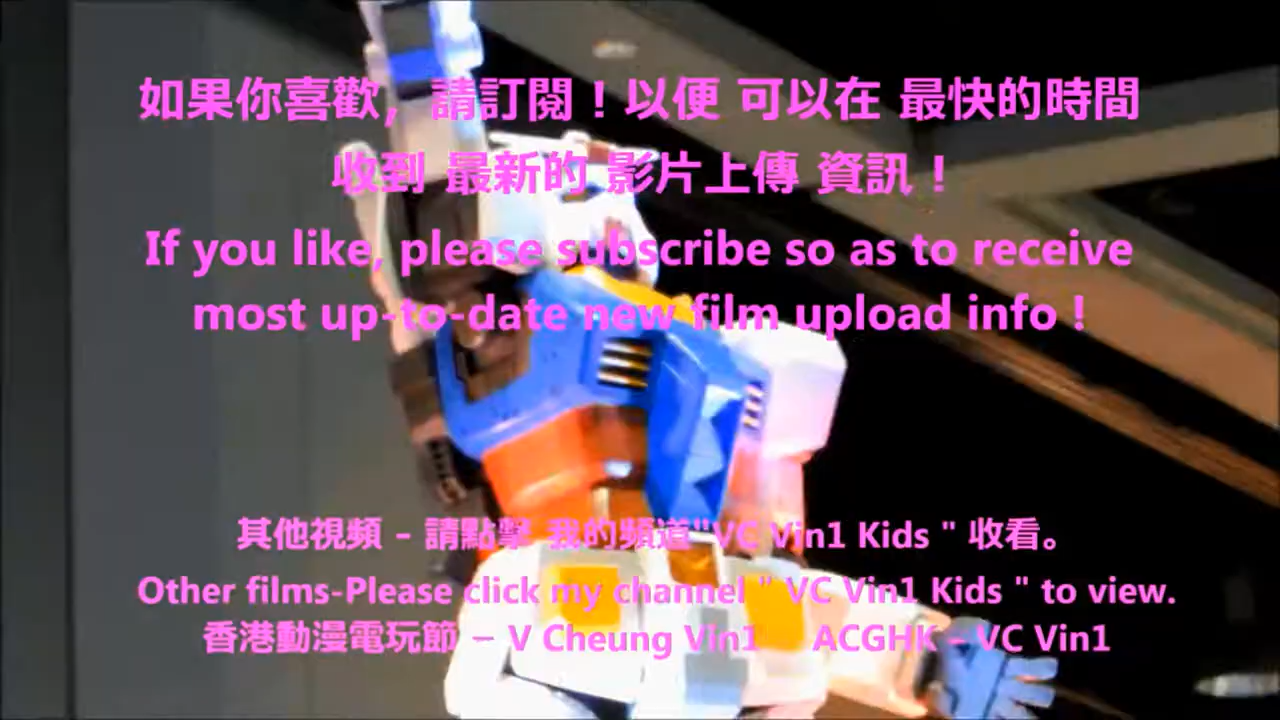 如果你喜歡，請訂閱！以便 可以在 最快的時間
收到 最新的 影片上傳 資訊！
If you like, please subscribe so as to receive
most up-to-date new film upload info !
其他視頻 – 請點擊 我的頻道"VC Vin1 Kids " 收看。
Other films-Please click my channel " VC Vin1 Kids " to view.
香港動漫電玩節 – V Cheung Vin1 ACGHK – VC Vin1